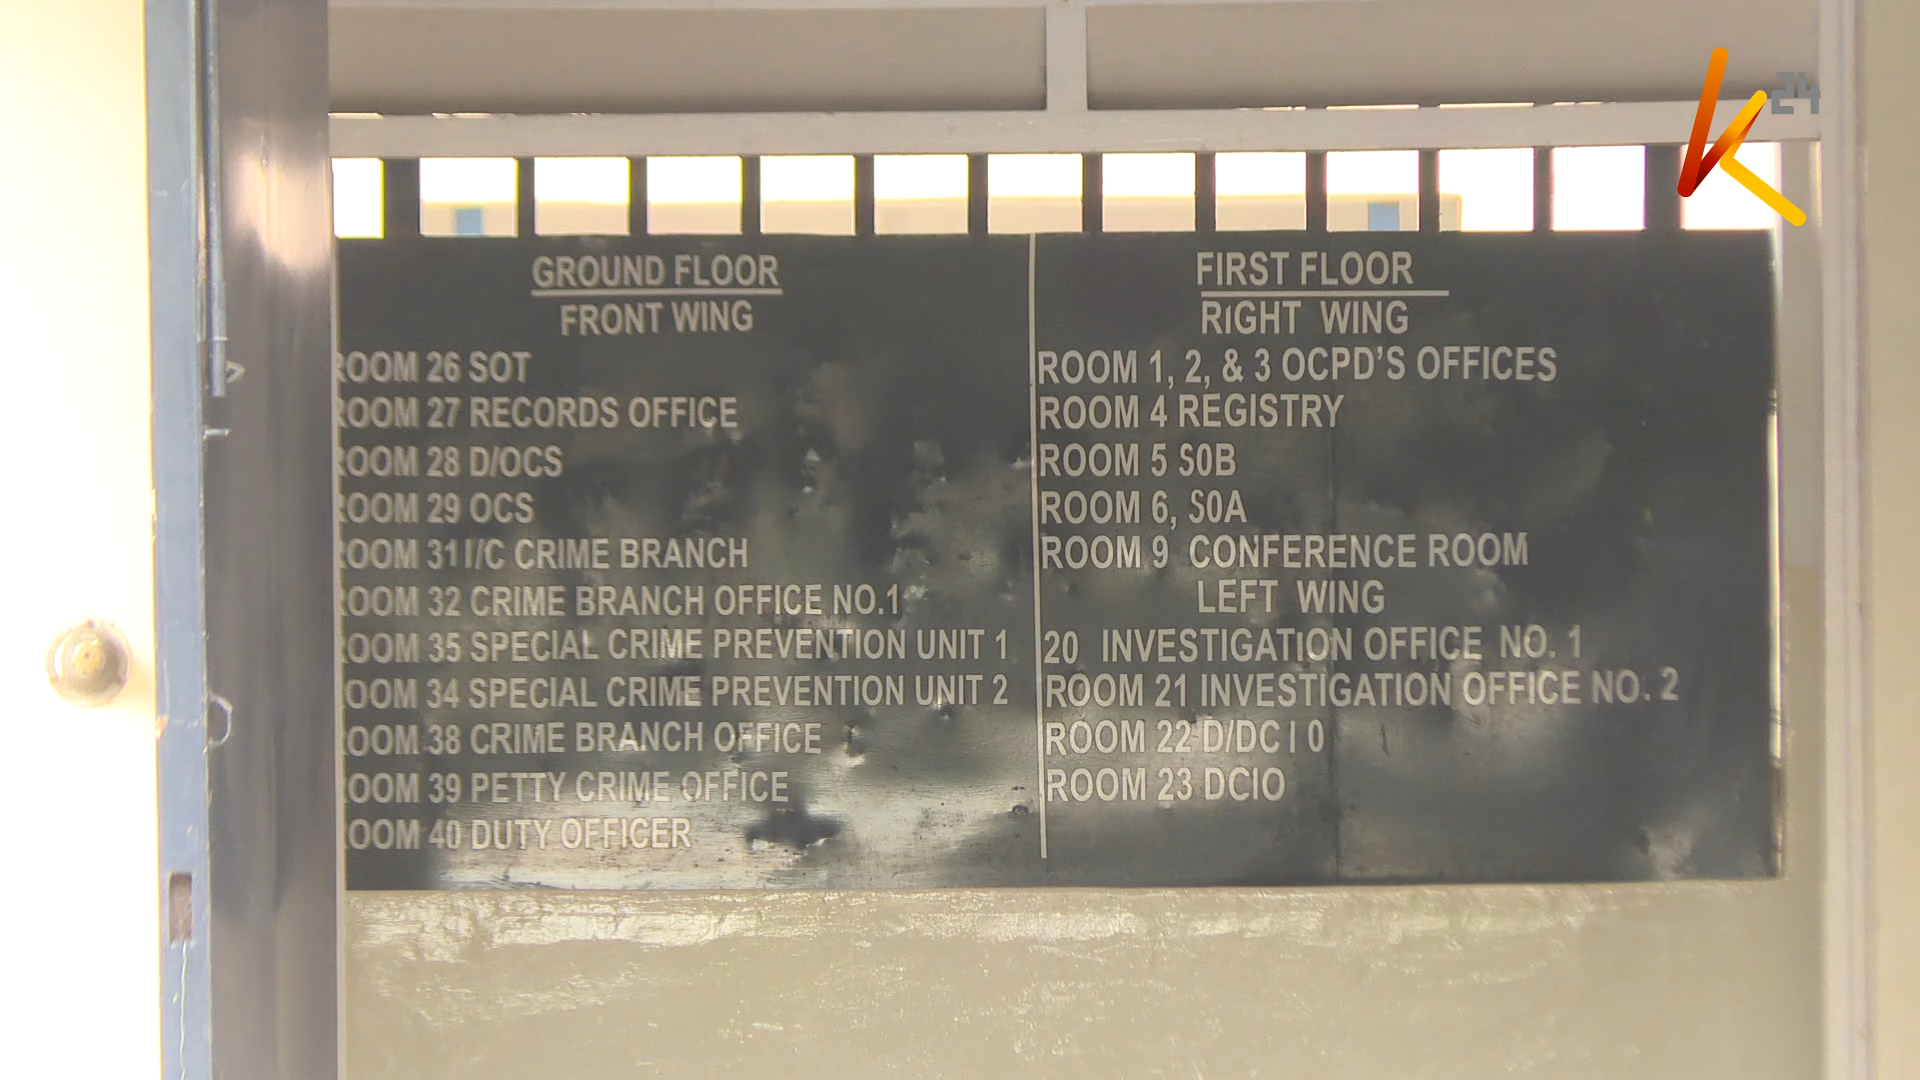 GROUND FLOOR
FRONT WING
ROOM 26 SOT
ROOM 27 RECORDS OFFICE
ROOM 28 D/OCS
ROOM 29 OCS
ROOM 31 I/C CRIME BRANCH
ROOM 32 CRIME BRANCH OFFICE NO.1
ROOM 35 SPECIAL CRIME PREVENTION UNIT 1
ROOM 34 SPECIAL CRIME PREVENTION UNIT 2
ROOM 38 CRIME BRANCH OFFICE
ROOM 39 PETTY CRIME OFFICE
ROOM 40 DUTY OFFICER
FIRST FLOOR
RIGHT WING
ROOM 1, 2, & 3 OCPD'S OFFICES
ROOM 4 REGISTRY
ROOM 5 S0B
ROOM 6, S0A
ROOM 9 CONFERENCE ROOM
LEFT WING
20 INVESTIGATION OFFICE NO. 1
ROOM 21 INVESTIGATION OFFICE NO. 2
ROOM 22 D/DC I 0
ROOM 23 DCIO
K24